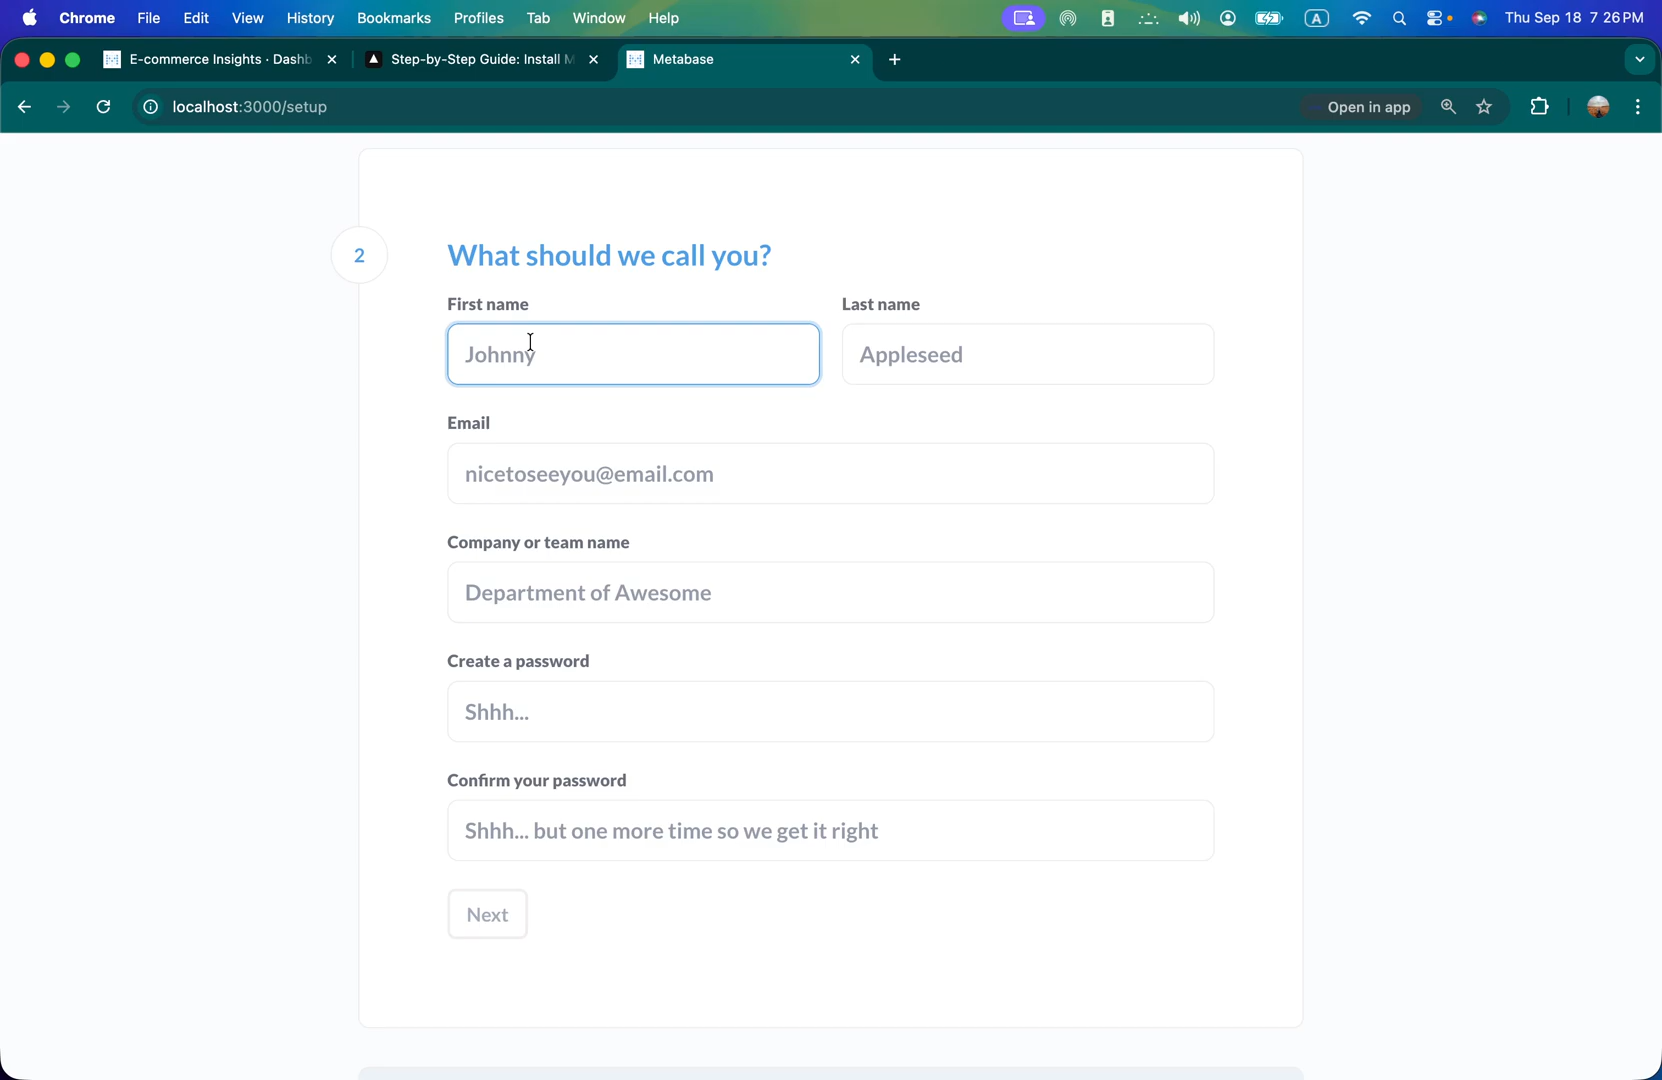 Chrome File Edit View History Bookmarks Profiles Tab Window Help A Thu Sep 18 7 26 PM
E-commerce Insights · Dashb Step-by-Step Guide: Install M Metabase
localhost:3000/setup Open in app
2 What should we call you?
First name Last name
Johnny Appleseed
Email
nicetoseeyou@email.com
Company or team name
Department of Awesome
Create a password
Shhh...
Confirm your password
Shhh... but one more time so we get it right
Next